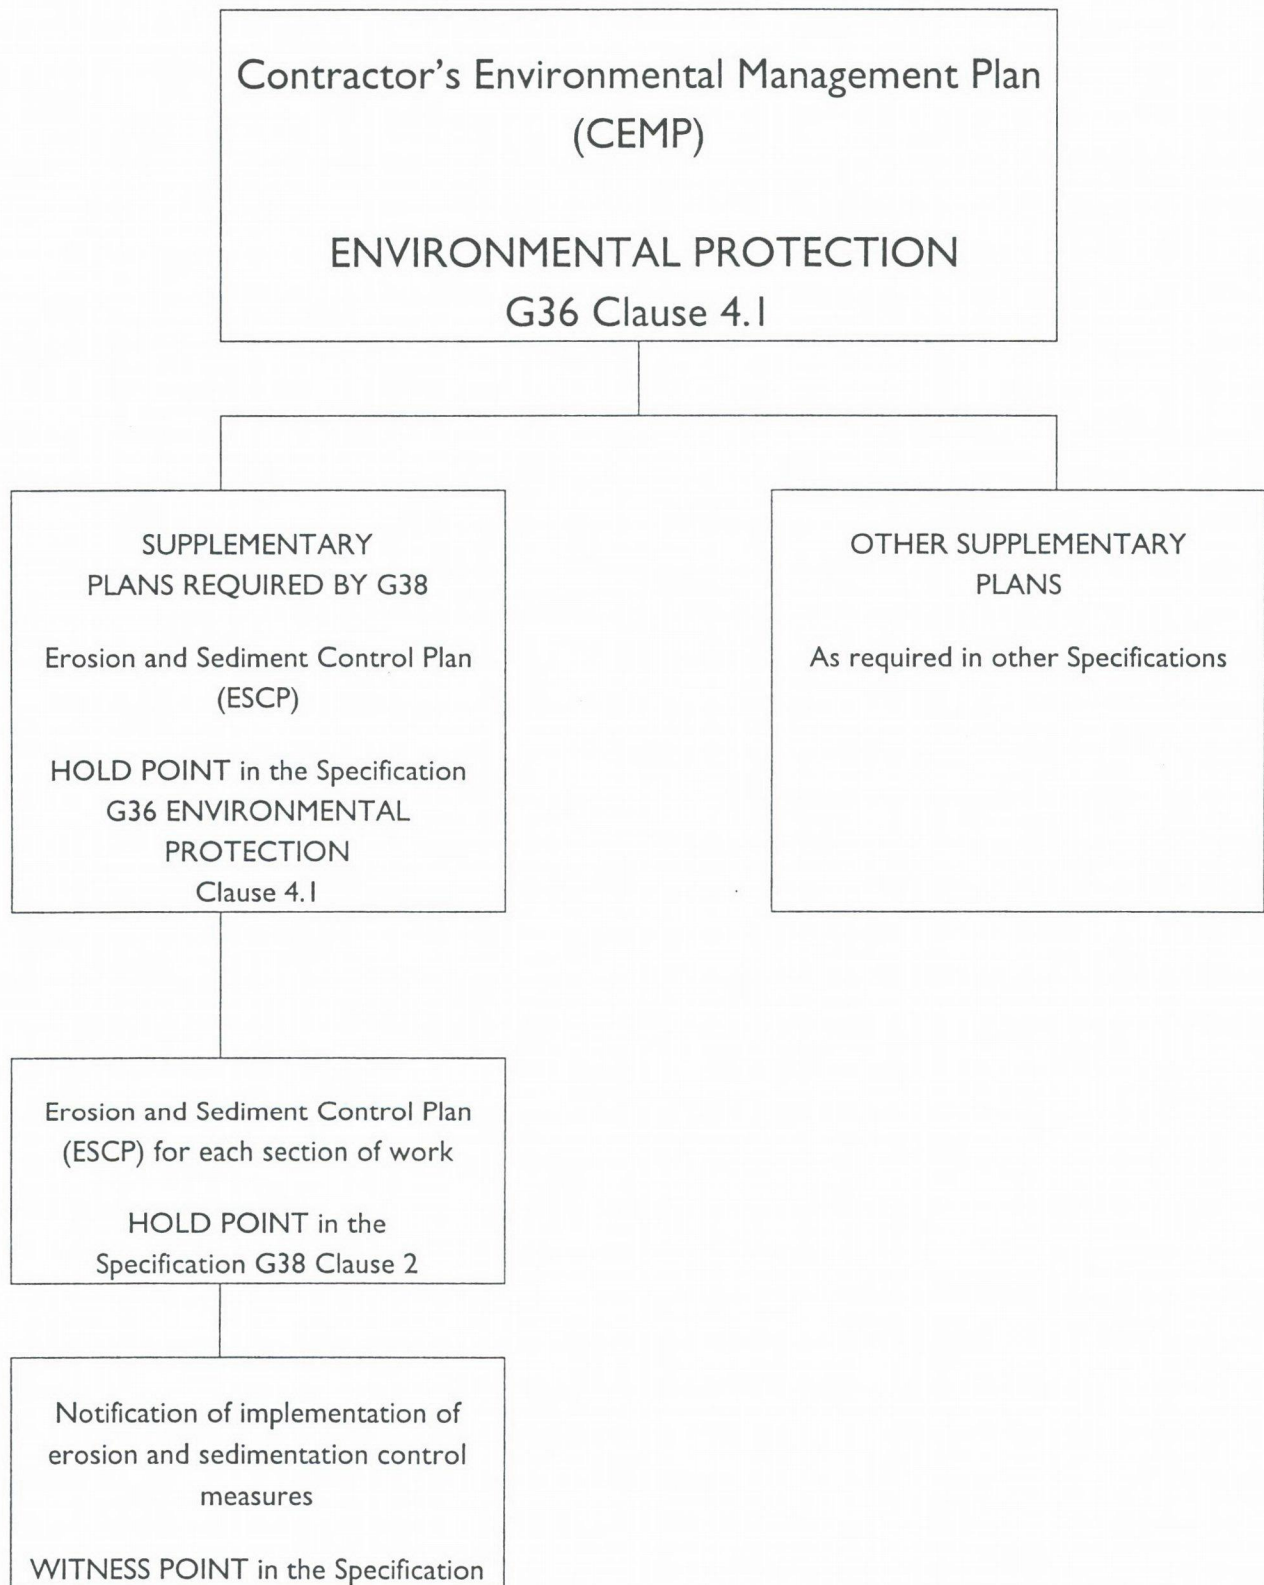 Contractor's Environmental Management Plan
(CEMP)
ENVIRONMENTAL PROTECTION
G36 Clause 4.1
SUPPLEMENTARY
PLANS REQUIRED BY G38
Erosion and Sediment Control Plan
(ESCP)
HOLD POINT in the Specification
G36 ENVIRONMENTAL
PROTECTION
Clause 4.1
OTHER SUPPLEMENTARY
PLANS
As required in other Specifications
Erosion and Sediment Control Plan
(ESCP) for each section of work
HOLD POINT in the
Specification G38 Clause 2
Notification of implementation of
erosion and sedimentation control
measures
WITNESS POINT in the Specification